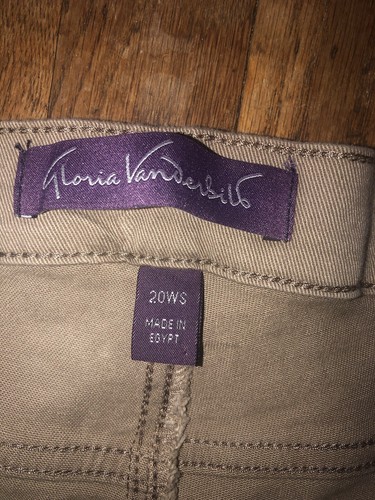 Gloria Vanderbilt
20WS
MADE IN
EGYPT